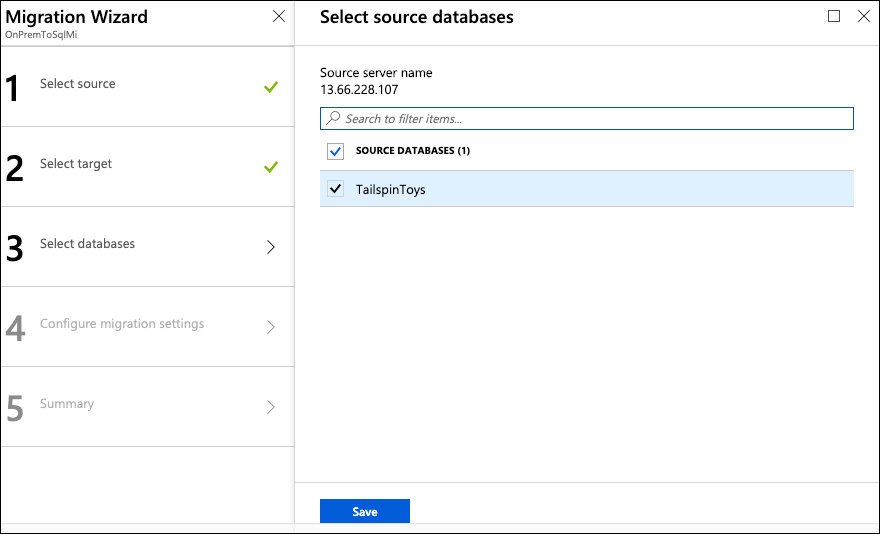 Migration Wizard
OnPremToSqlMi
1 Select source
2 Select target
3 Select databases
4 Configure migration settings
5 Summary
Select source databases
Source server name
13.66.228.107
Search to filter items...
SOURCE DATABASES (1)
TailspinToys
Save